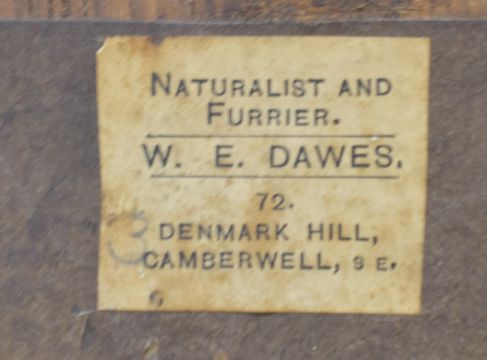 NATURALIST AND
FURRIER.
W. E. DAWES.
72.
DENMARK HILL,
CAMBERWELL, S E.